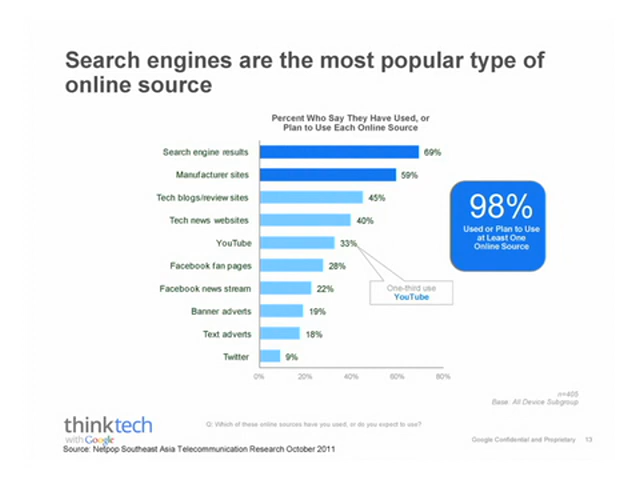 Search engines are the most popular type of
online source
Percent Who Say They Have Used, or
Plan to Use Each Online Source
Search engine results 69%
Manufacturer sites 59%
Tech blogs/review sites 45%
Tech news websites 40%
YouTube 33%
Facebook fan pages 28%
Facebook news stream 22%
Banner adverts 19%
Text adverts 18%
Twitter 9%
0% 20% 40% 60% 80%
98%
Used or Plan to Use
at Least One
Online Source
One-third use
YouTube
n=405
Base: All Device Subgroup
thinktech
with Google
Q: Which of these online sources have you used, or do you expect to use?
Google Confidential and Proprietary 13
Source: Netpop Southeast Asia Telecommunication Research October 2011